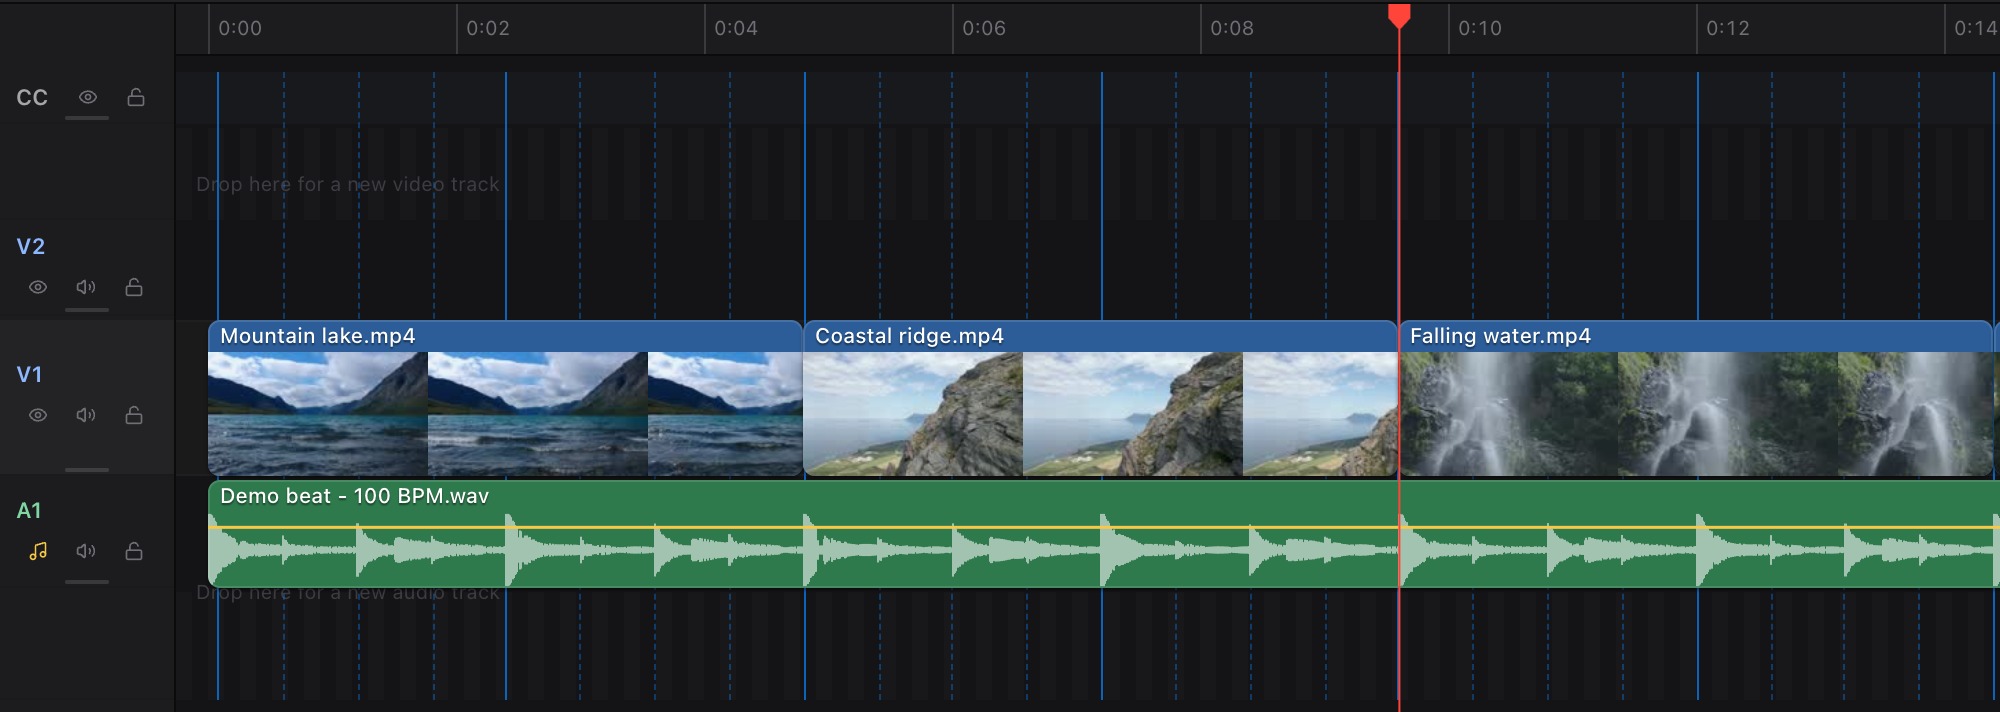 0:00 0:02 0:04 0:06 0:08 0:10 0:12 0:14
CC
Drop here for a new video track
V2
V1
Mountain lake.mp4
Coastal ridge.mp4
Falling water.mp4
A1
Demo beat - 100 BPM.wav
Drop here for a new audio track